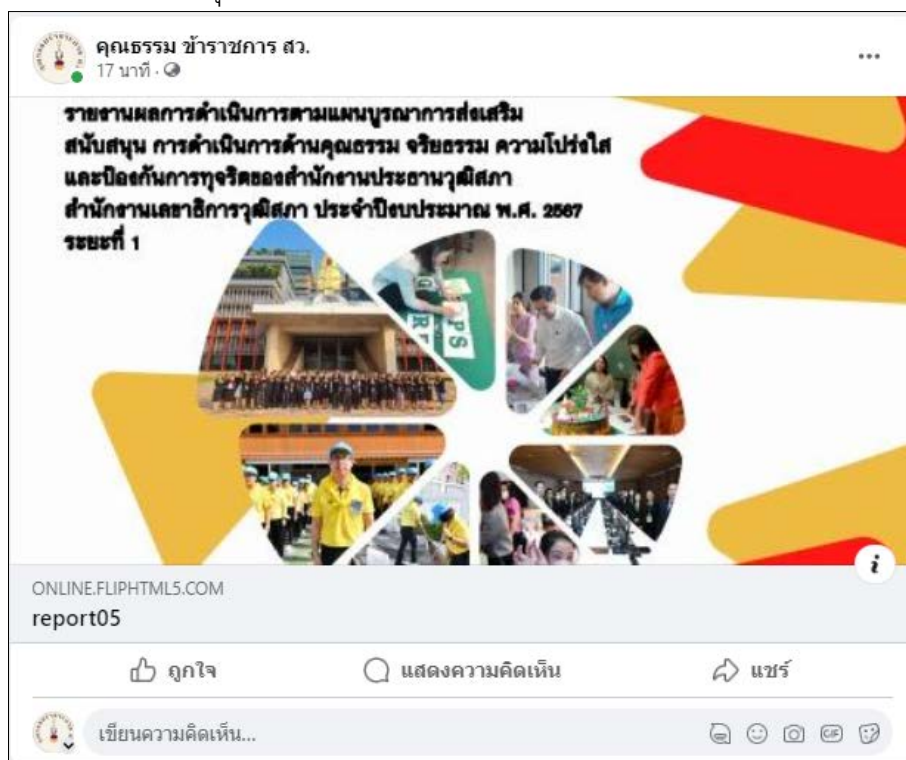 คุณธรรม ข้าราชการ สว.
17 นาที ·
รายงานผลการดำเนินการตามแผนบูรณาการส่งเสริม
สนับสนุน การดำเนินการด้านคุณธรรม จริยธรรม ความโปร่งใส
และป้องกันการทุจริตของสำนักงานประธานวุฒิสภา
สำนักงานเลขาธิการวุฒิสภา ประจำปีงบประมาณ พ.ศ. 2567
ระยะที่ 1
ONLINE.FLIPHTML5.COM
report05
ถูกใจ แสดงความคิดเห็น แชร์
เขียนความคิดเห็น...
GIF